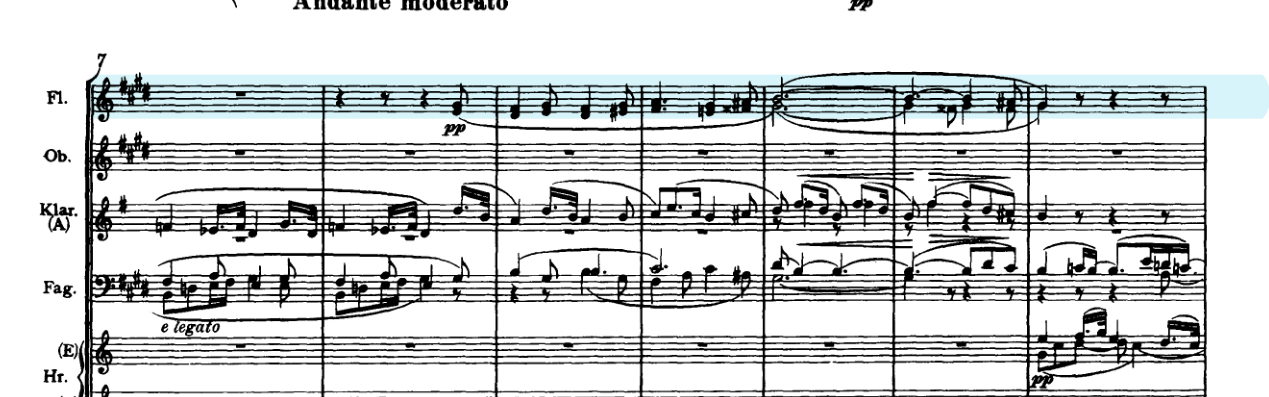 Andante moderato
pp
7
Fl.
pp
Ob.
Klar.
(A)
Fag.
e legato
(E)
Hr.
pp